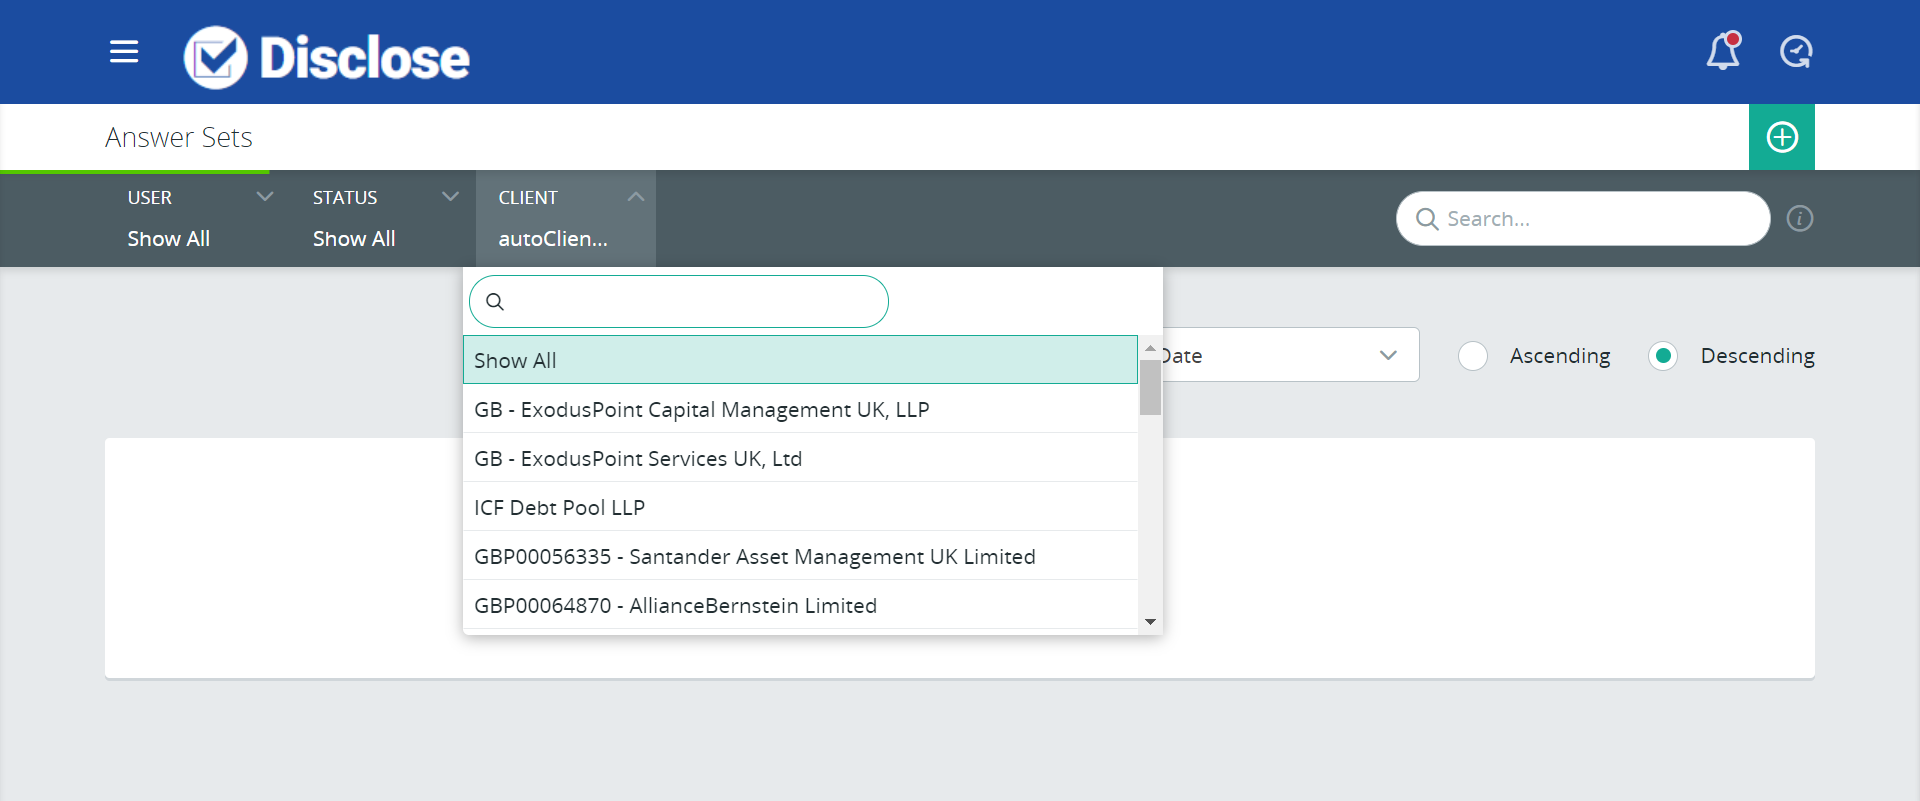 Disclose
Answer Sets
USER
Show All
STATUS
Show All
CLIENT
autoClien...
Search...
Show All
GB - ExodusPoint Capital Management UK, LLP
GB - ExodusPoint Services UK, Ltd
ICF Debt Pool LLP
GBP00056335 - Santander Asset Management UK Limited
GBP00064870 - AllianceBernstein Limited
Date
Ascending
Descending